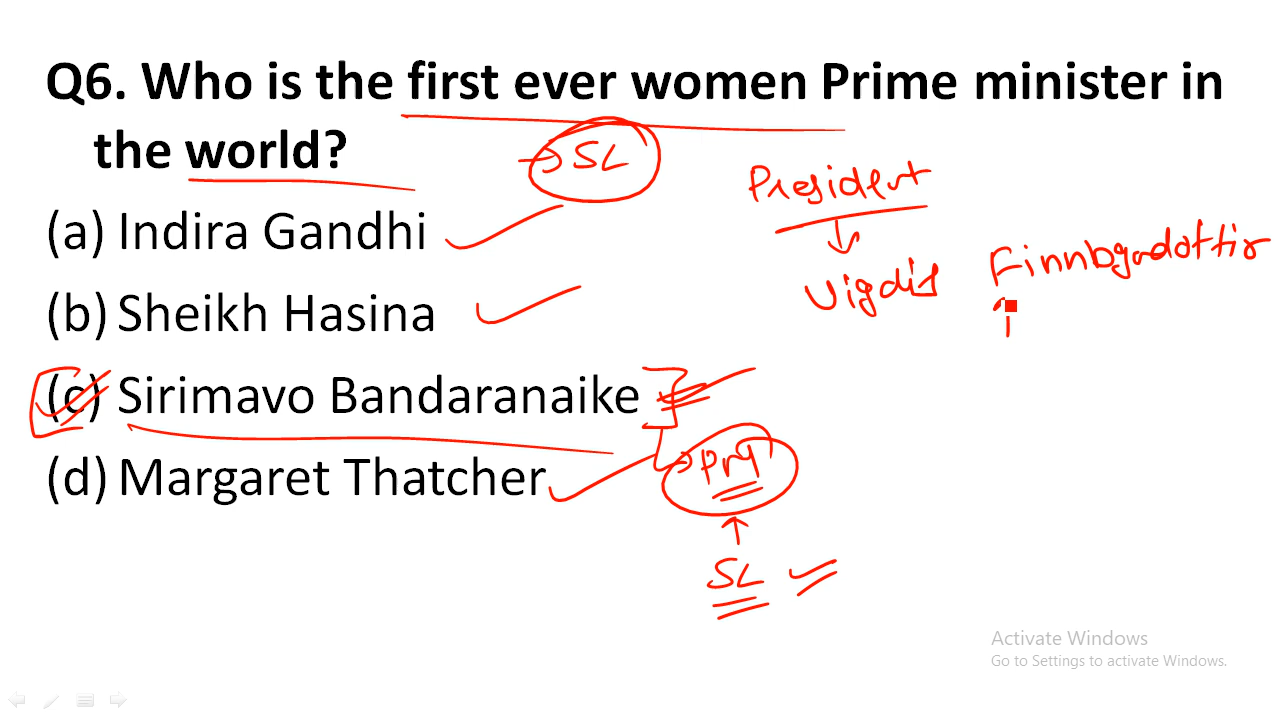 Q6. Who is the first ever women Prime minister in
the world?
→ SL
President
(a) Indira Gandhi
Vigdis Finnbogadottir
(b) Sheikh Hasina
(c) Sirimavo Bandaranaike
(d) Margaret Thatcher
→ PM
SL
Activate Windows
Go to Settings to activate Windows.